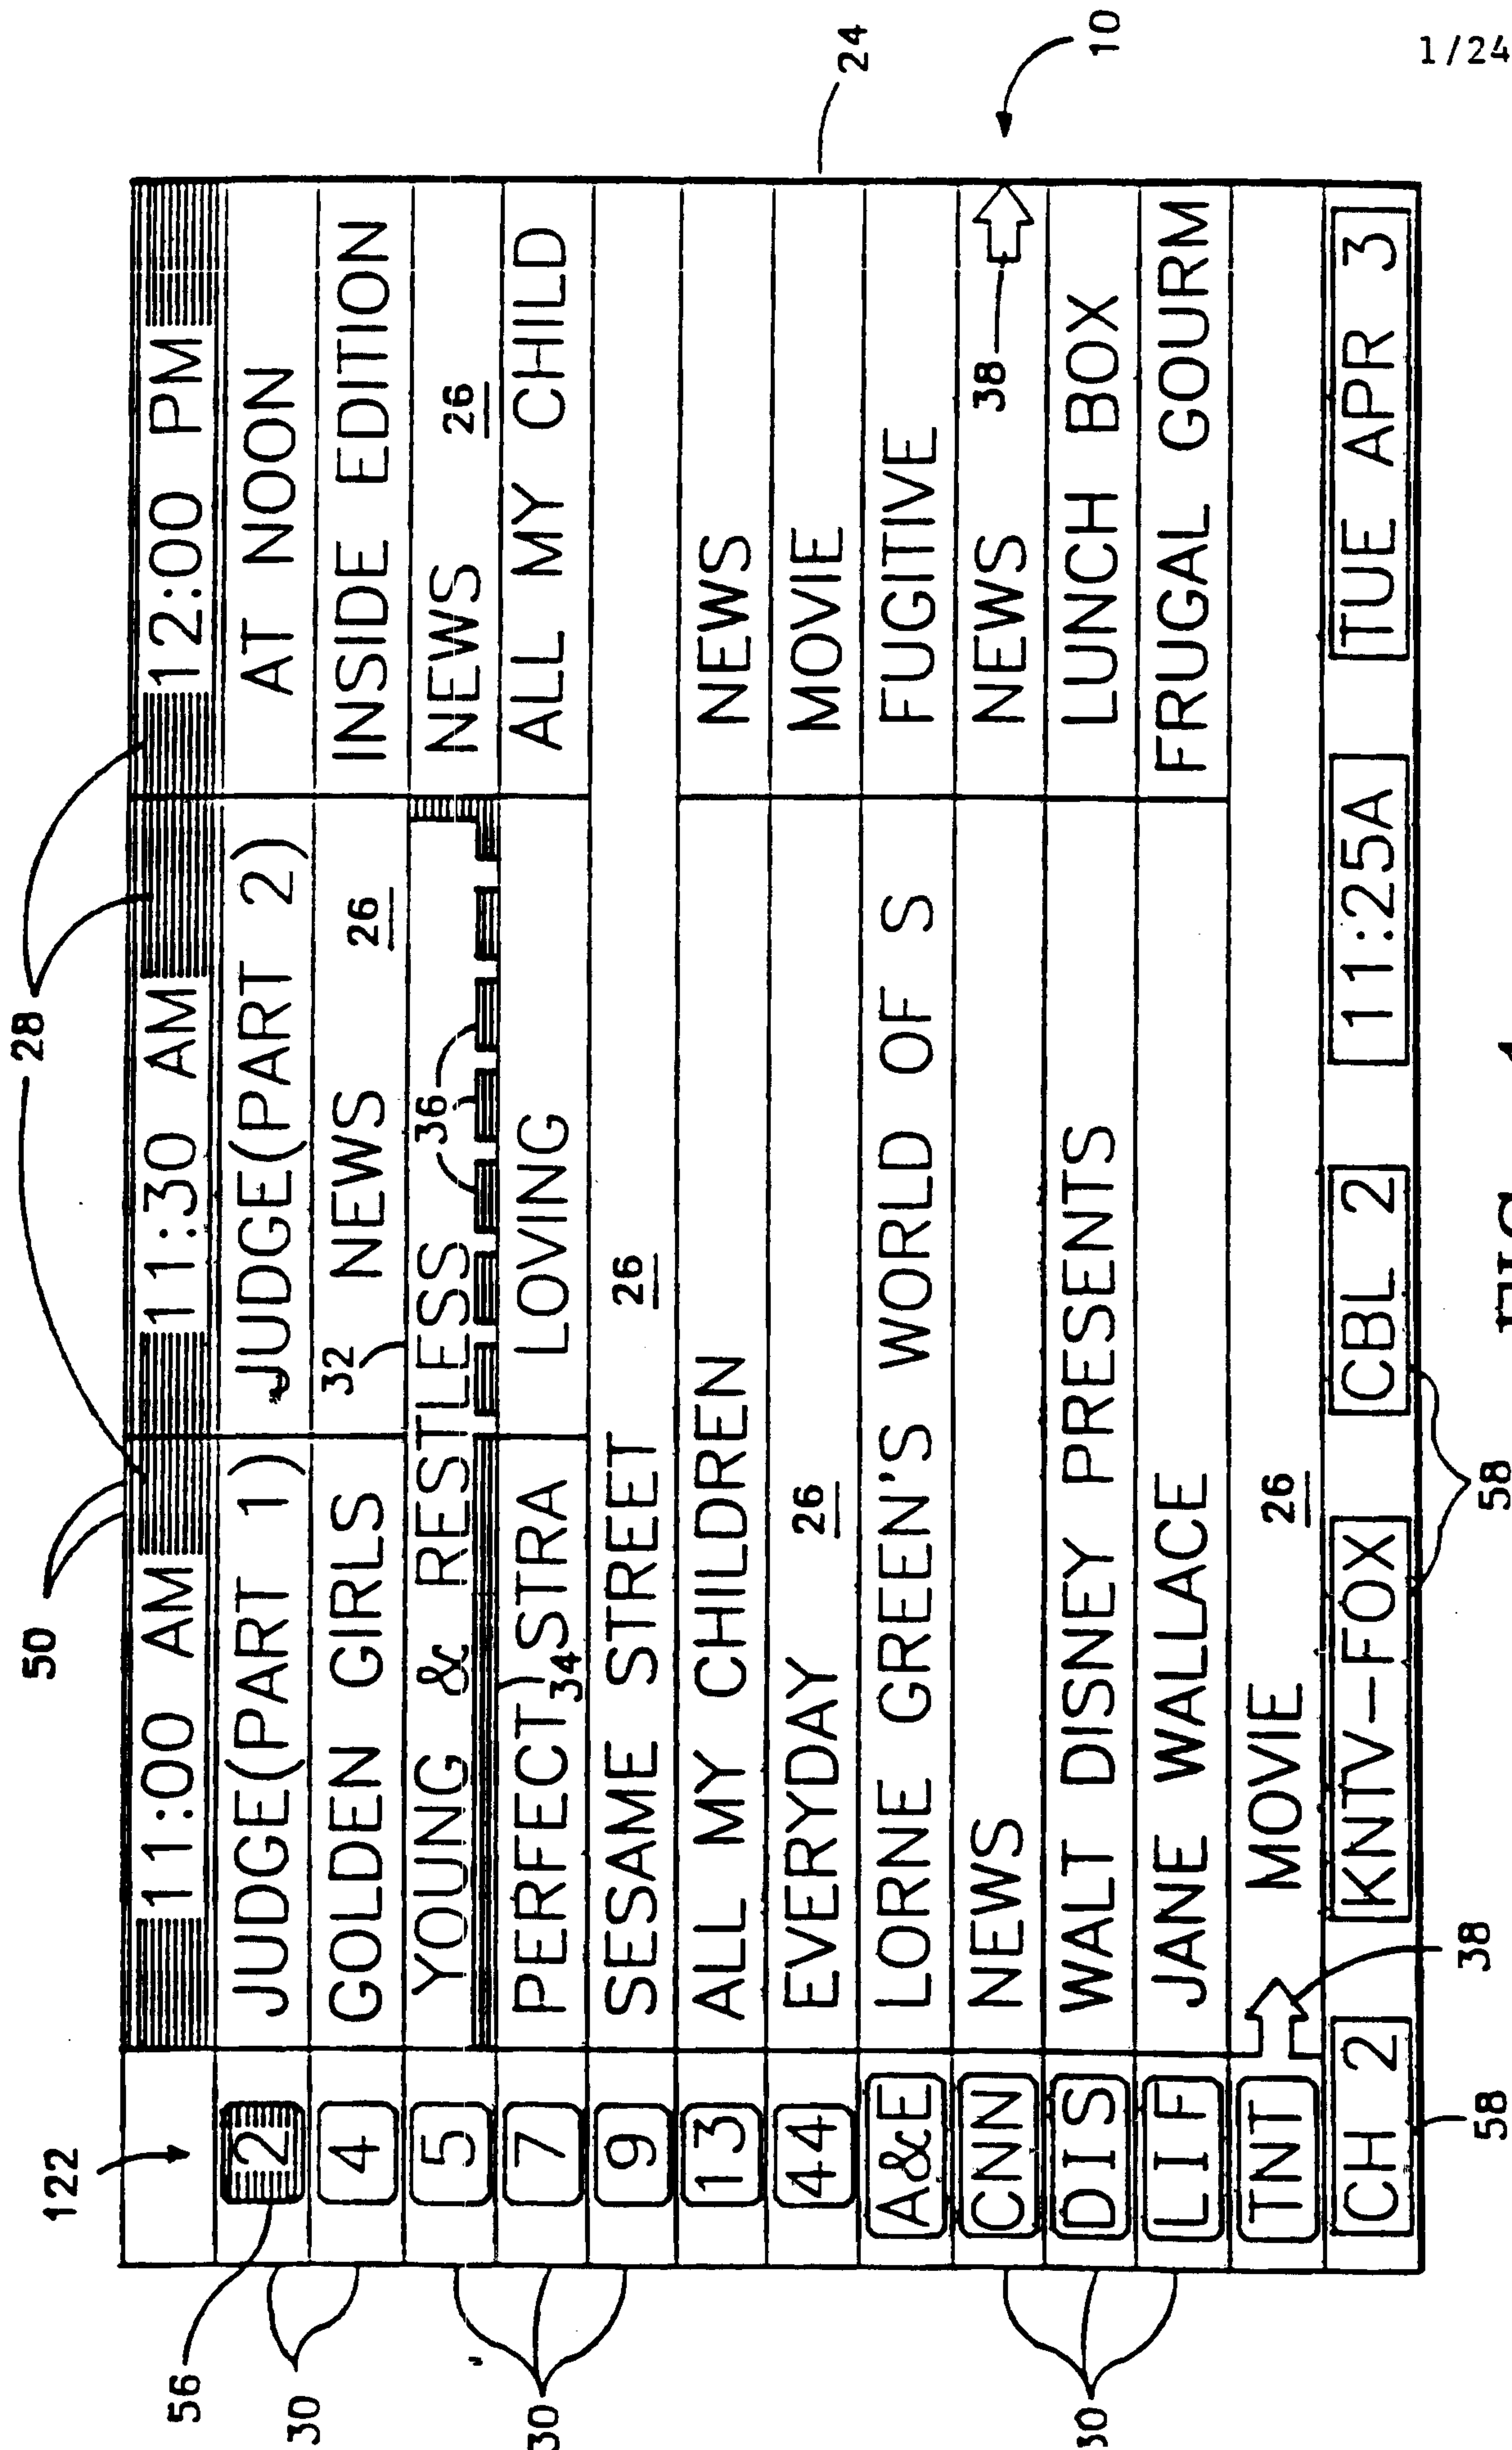 1/24
28
50
122
11:00 AM 11:30 AM 12:00 PM
56
2 JUDGE(PART 1) JUDGE(PART 2) AT NOON
30
4 GOLDEN GIRLS 32 NEWS 26 INSIDE EDITION
5 YOUNG & RESTLESS 36 NEWS 26
7 PERFECT STRA 34 LOVING ALL MY CHILD
30
9 SESAME STREET 26
13 ALL MY CHILDREN NEWS
44 EVERYDAY 26 MOVIE
24
A&E LORNE GREEN'S WORLD OF S FUGITIVE
CNN NEWS NEWS 38
10
DIS WALT DISNEY PRESENTS LUNCH BOX
30
LIF JANE WALLACE FRUGAL GOURM
TNT MOVIE 26
CH 2 KNTV-FOX CBL 2 11:25A TUE APR 3
58 38 58